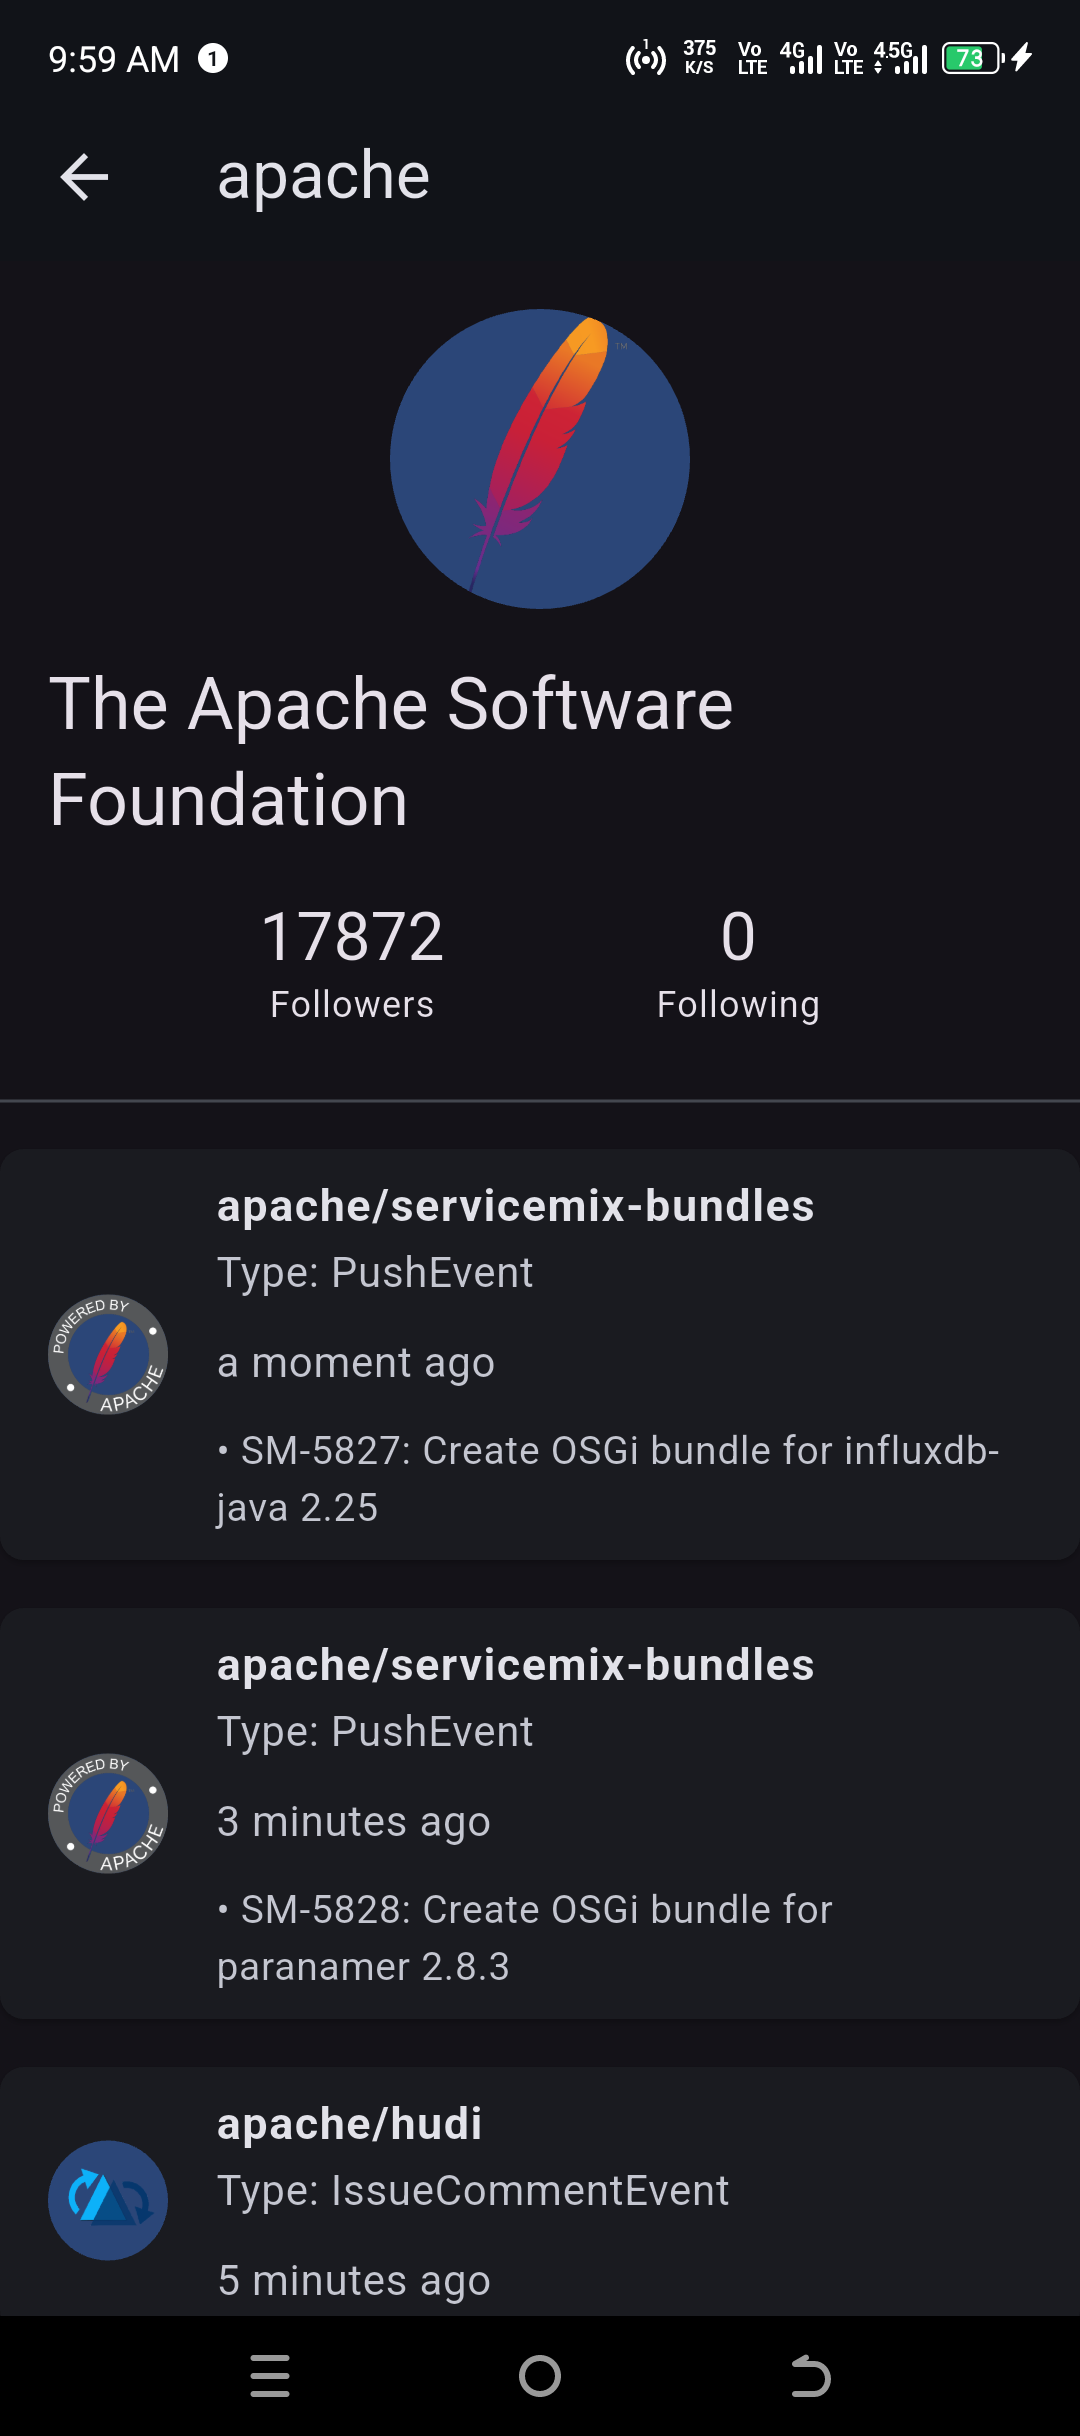 9:59 AM 1 1 375 K/S Vo LTE 4G Vo LTE 4.5G 73
apache
TM
The Apache Software
Foundation
17872 0
Followers Following
apache/servicemix-bundles
Type: PushEvent
POWERED BY APACHE
a moment ago
• SM-5827: Create OSGi bundle for influxdb-
java 2.25
apache/servicemix-bundles
Type: PushEvent
POWERED BY APACHE
3 minutes ago
• SM-5828: Create OSGi bundle for
paranamer 2.8.3
apache/hudi
Type: IssueCommentEvent
5 minutes ago